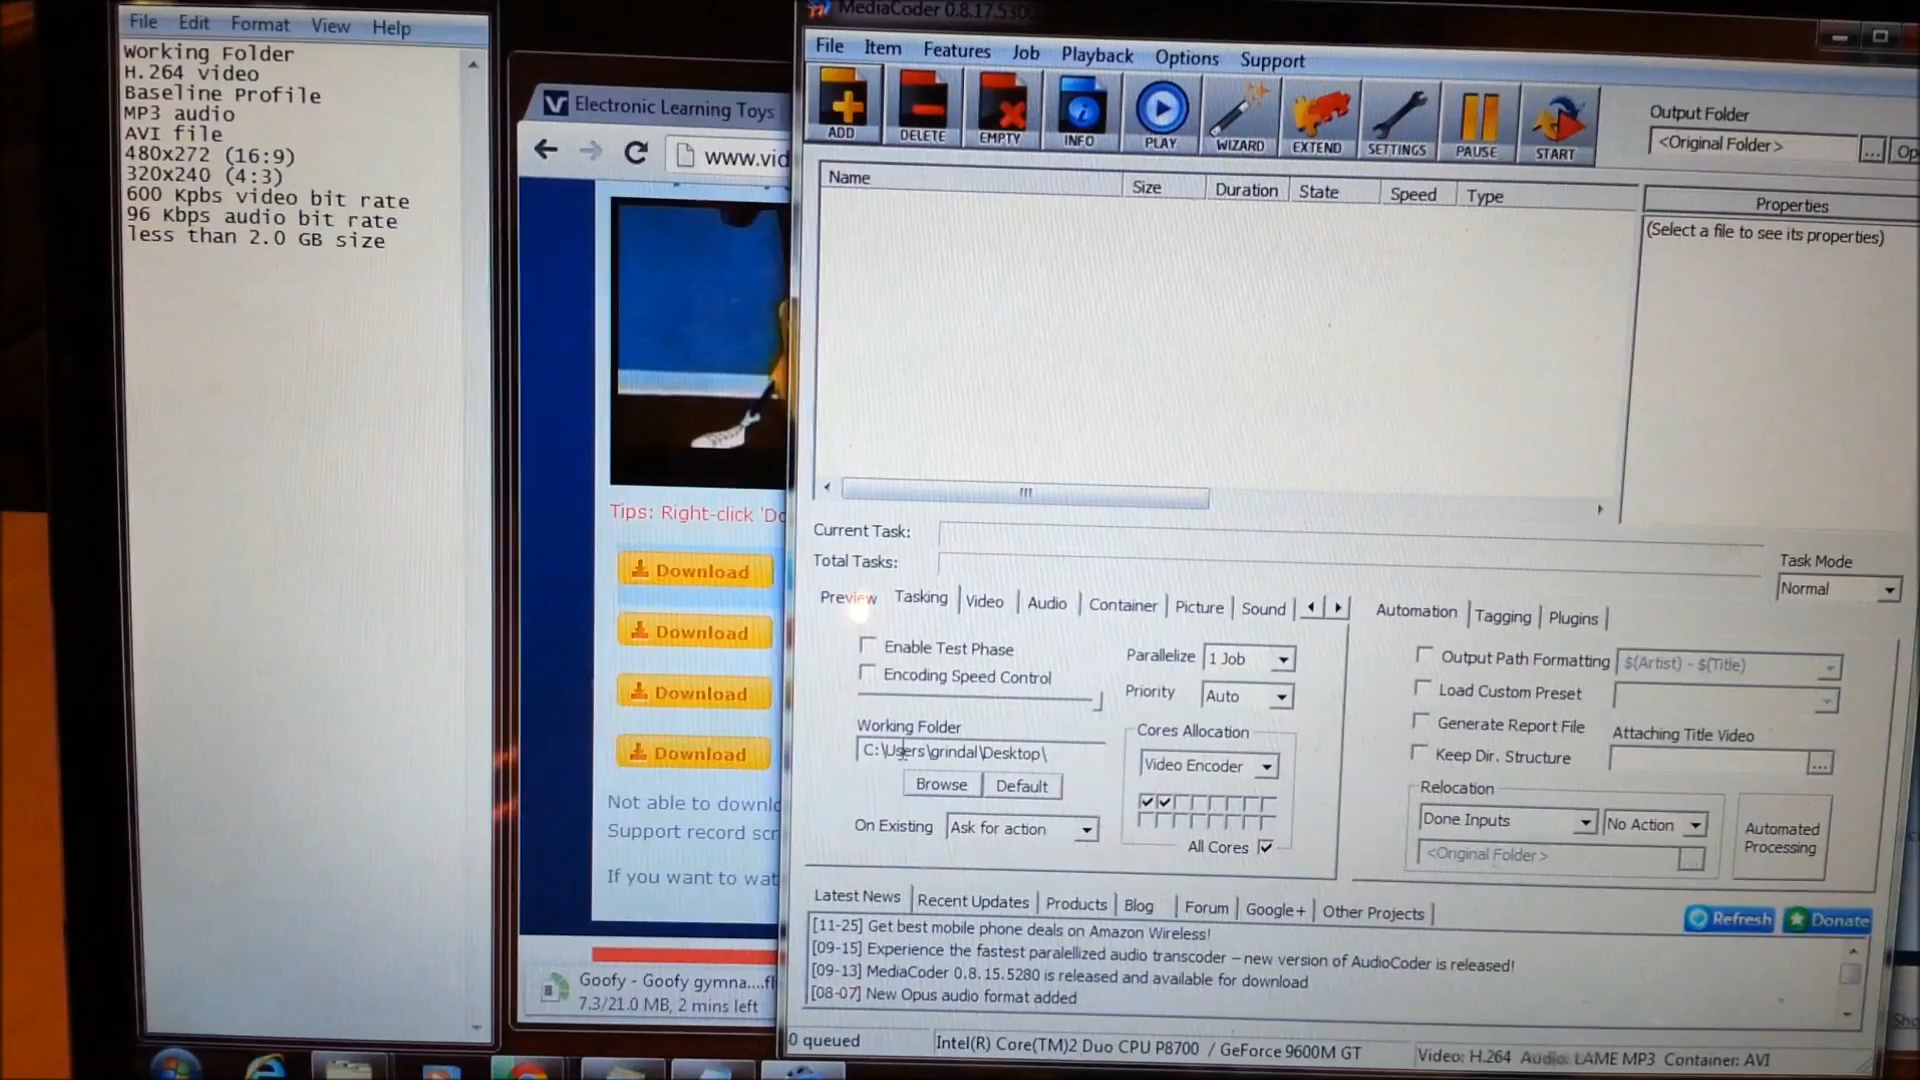 File Edit Format View Help
Working Folder
H.264 video
Baseline Profile
MP3 audio
AVI file
480x272 (16:9)
320x240 (4:3)
600 Kpbs video bit rate
96 Kbps audio bit rate
less than 2.0 GB size
Electronic Learning Toys
www.vid
Tips: Right-click 'Do
Download
Download
Download
Download
Not able to downlo
Support record scr
If you want to wat
Goofy - Goofy gymna....fl
7.3/21.0 MB, 2 mins left
MediaCoder 0.8.17.5300
File Item Features Job Playback Options Support
ADD DELETE EMPTY INFO PLAY WIZARD EXTEND SETTINGS PAUSE START
Output Folder
<Original Folder> ... Op
Name Size Duration State Speed Type
Properties
(Select a file to see its properties)
Current Task:
Total Tasks:
Task Mode
Normal
Preview Tasking Video Audio Container Picture Sound
Enable Test Phase
Encoding Speed Control
Parallelize 1 Job
Priority Auto
Working Folder
C:\Users\grindal\Desktop\
Browse Default
On Existing Ask for action
Cores Allocation
Video Encoder
All Cores
Automation Tagging Plugins
Output Path Formatting $(Artist) - $(Title)
Load Custom Preset
Generate Report File
Keep Dir. Structure
Attaching Title Video
...
Relocation
Done Inputs No Action
<Original Folder> ...
Automated
Processing
Latest News Recent Updates Products Blog Forum Google+ Other Projects
Refresh Donate
[11-25] Get best mobile phone deals on Amazon Wireless!
[09-15] Experience the fastest paralellized audio transcoder – new version of AudioCoder is released!
[09-13] MediaCoder 0.8.15.5280 is released and available for download
[08-07] New Opus audio format added
0 queued
Intel(R) Core(TM)2 Duo CPU P8700 / GeForce 9600M GT
Video: H.264 Audio: LAME MP3 Container: AVI